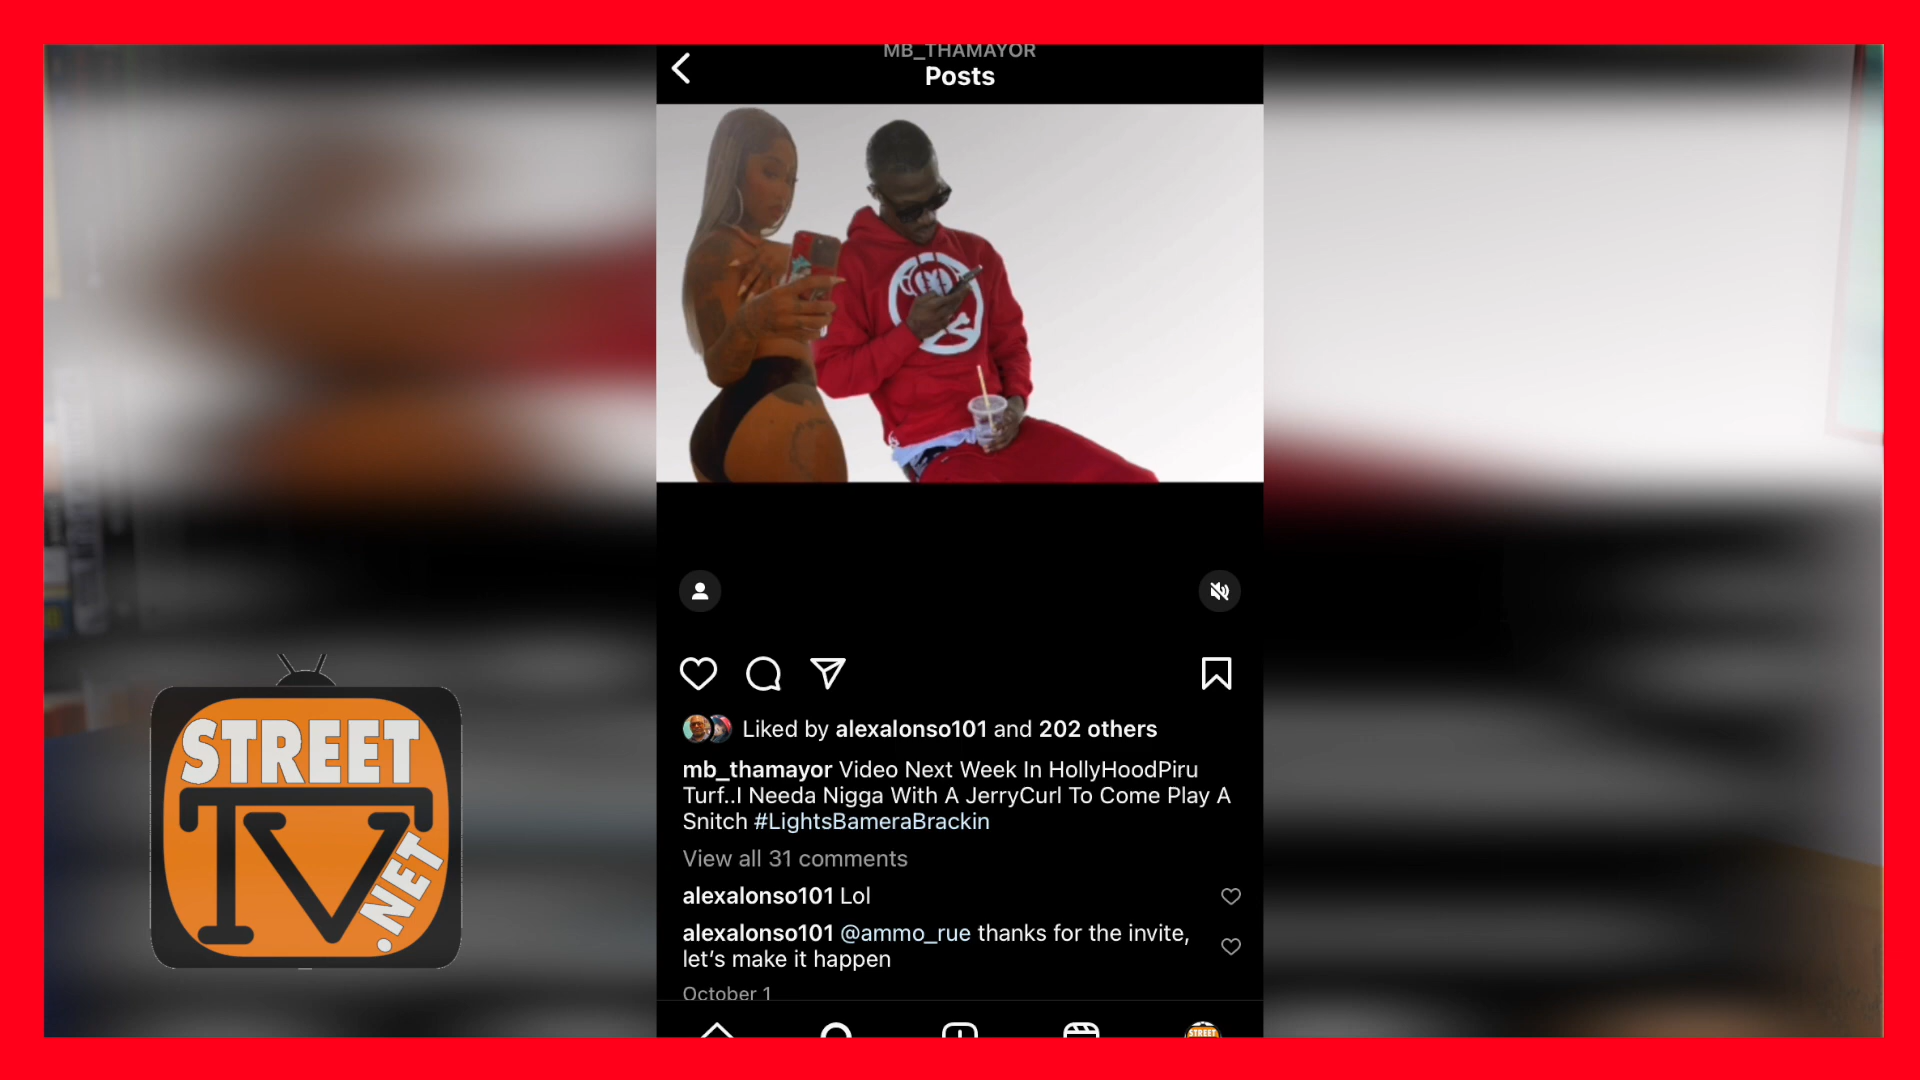 MB_THAMAYOR
Posts
Liked by alexalonso101 and 202 others
mb_thamayor Video Next Week In HollyHoodPiru
Turf..I Needa Nigga With A JerryCurl To Come Play A
Snitch #LightsBameraBrackin
View all 31 comments
alexalonso101 Lol
alexalonso101 @ammo_rue thanks for the invite,
let's make it happen
October 1
STREET
TV
.NET
STREET